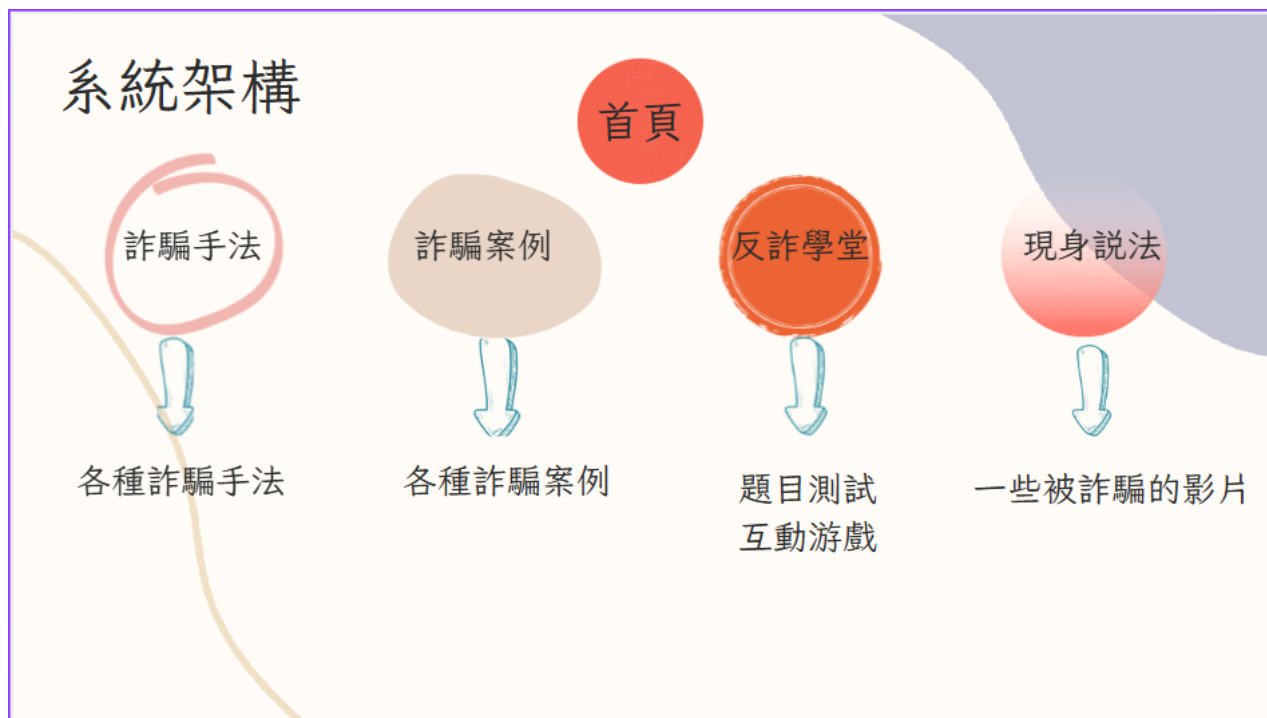 系統架構
首頁
詐騙手法
詐騙案例
反詐學堂
現身説法
各種詐騙手法
各種詐騙案例
題目測試
互動游戲
一些被詐騙的影片